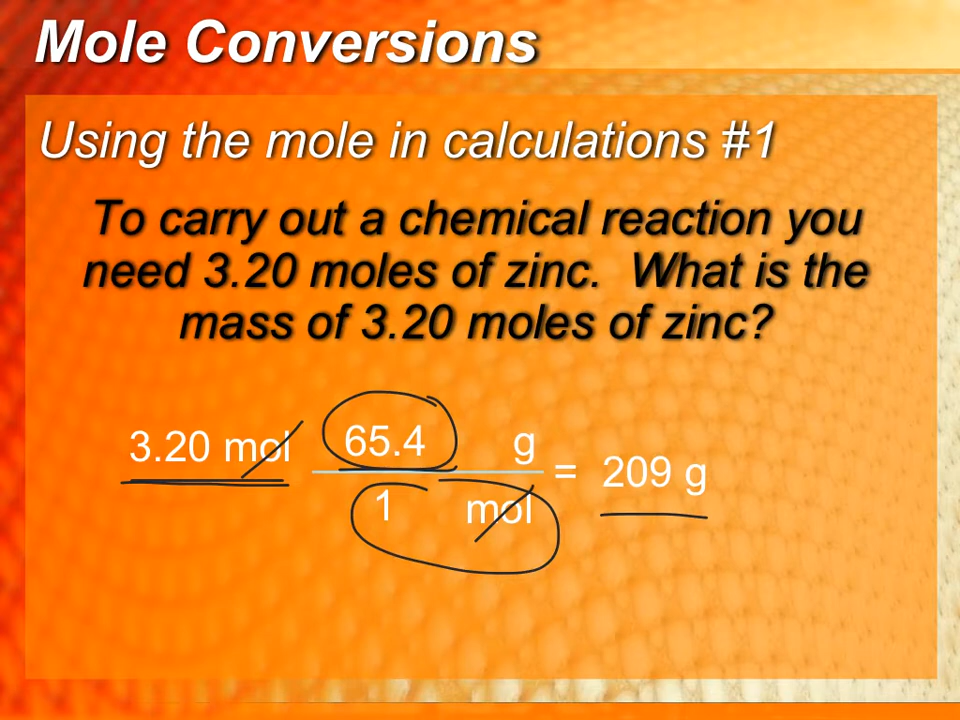 Mole Conversions
Using the mole in calculations #1
To carry out a chemical reaction you
need 3.20 moles of zinc. What is the
mass of 3.20 moles of zinc?
3.20 mol 65.4 g
1 mol
= 209 g